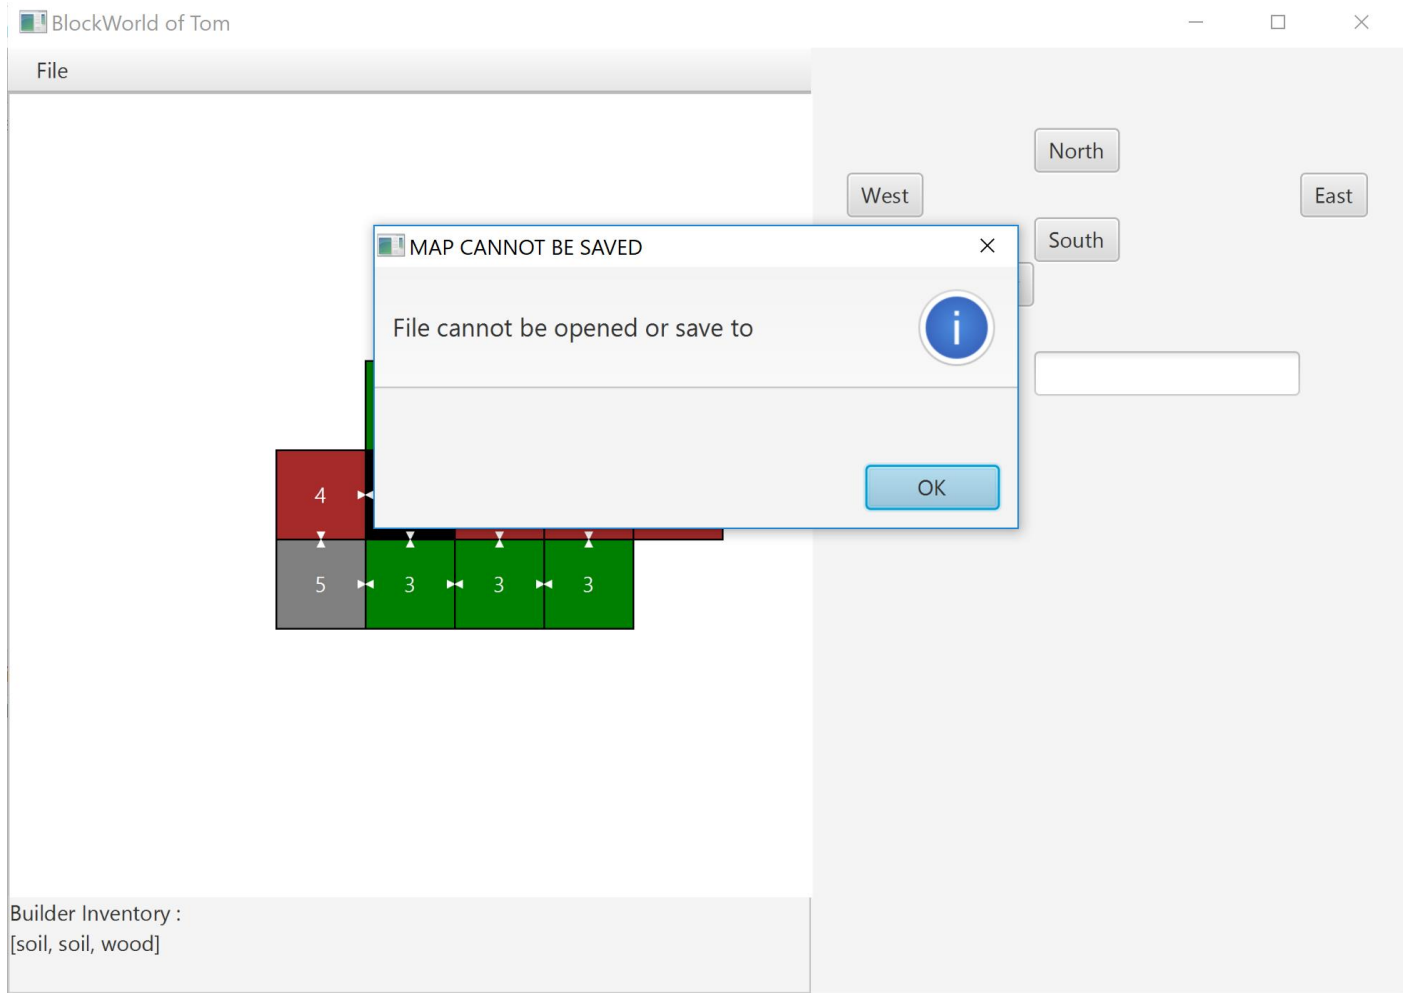 BlockWorld of Tom
File
North
West
East
South
MAP CANNOT BE SAVED
File cannot be opened or save to
OK
4
5 3 3 3
Builder Inventory :
[soil, soil, wood]